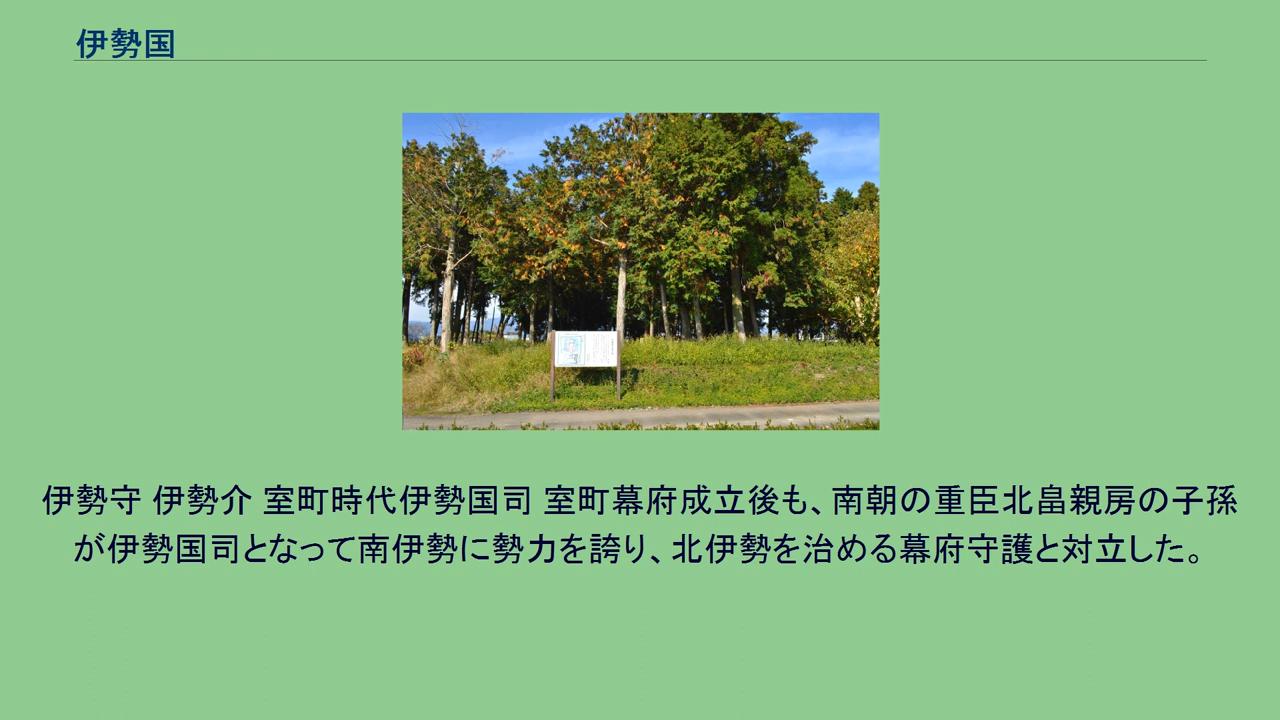 伊勢国
伊勢守 伊勢介 室町時代伊勢国司 室町幕府成立後も、南朝の重臣北畠親房の子孫
が伊勢国司となって南伊勢に勢力を誇り、北伊勢を治める幕府守護と対立した。